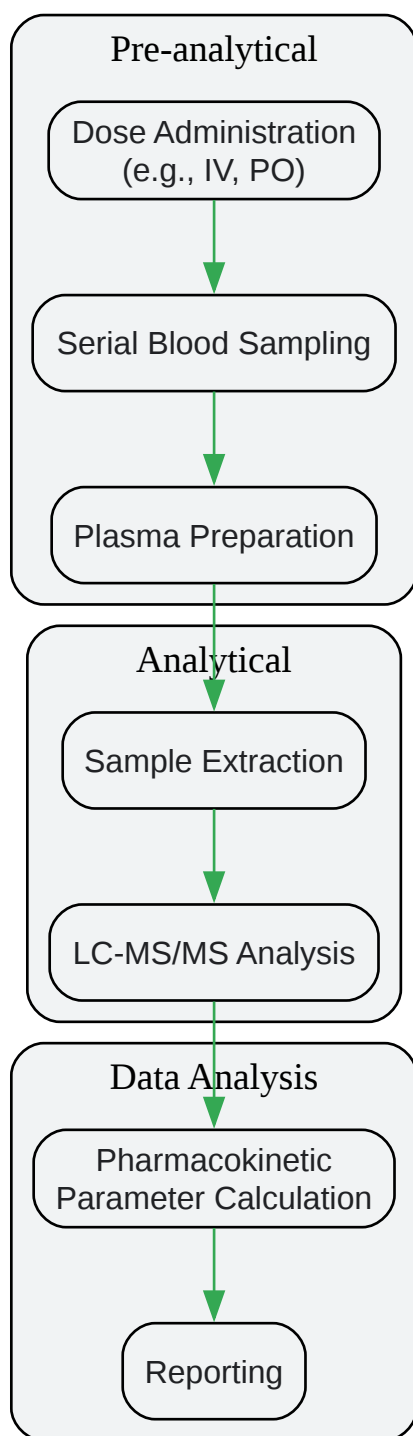 Pre-analytical
Dose Administration
(e.g., IV, PO)
Serial Blood Sampling
Plasma Preparation
Analytical
Sample Extraction
LC-MS/MS Analysis
Data Analysis
Pharmacokinetic
Parameter Calculation
Reporting